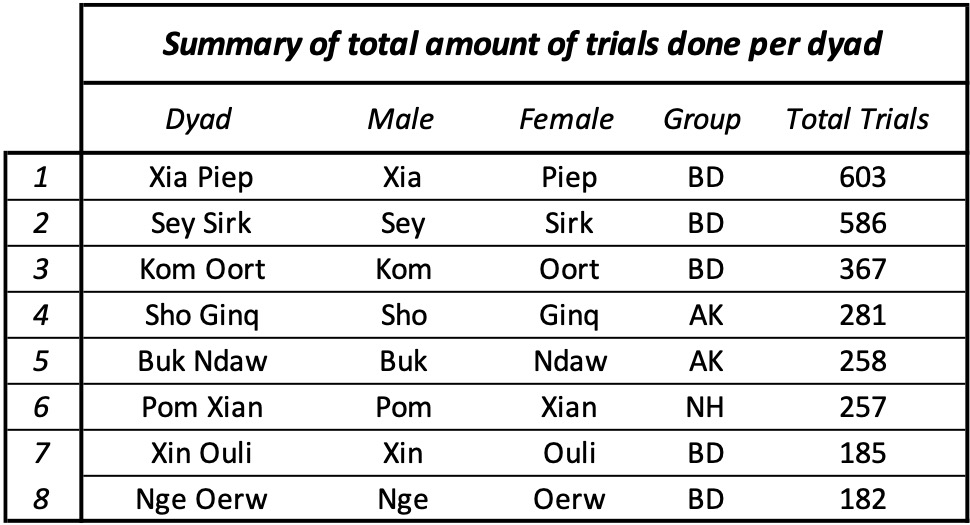 Summary of total amount of trials done per dyad
Dyad Male Female Group Total Trials
1 Xia Piep Xia Piep BD 603
2 Sey Sirk Sey Sirk BD 586
3 Kom Oort Kom Oort BD 367
4 Sho Ginq Sho Ginq AK 281
5 Buk Ndaw Buk Ndaw AK 258
6 Pom Xian Pom Xian NH 257
7 Xin Ouli Xin Ouli BD 185
8 Nge Oerw Nge Oerw BD 182